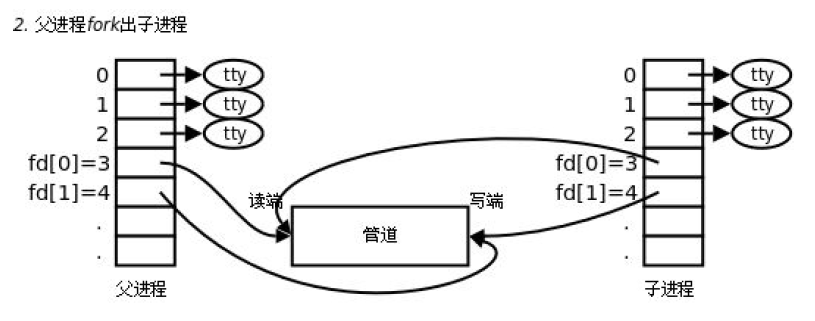 2. 父进程fork出子进程
0 tty 0 tty
1 tty 1 tty
2 tty 2 tty
fd[0]=3 fd[0]=3
fd[1]=4 读端 写端 fd[1]=4
. .
管道
. .
父进程 子进程